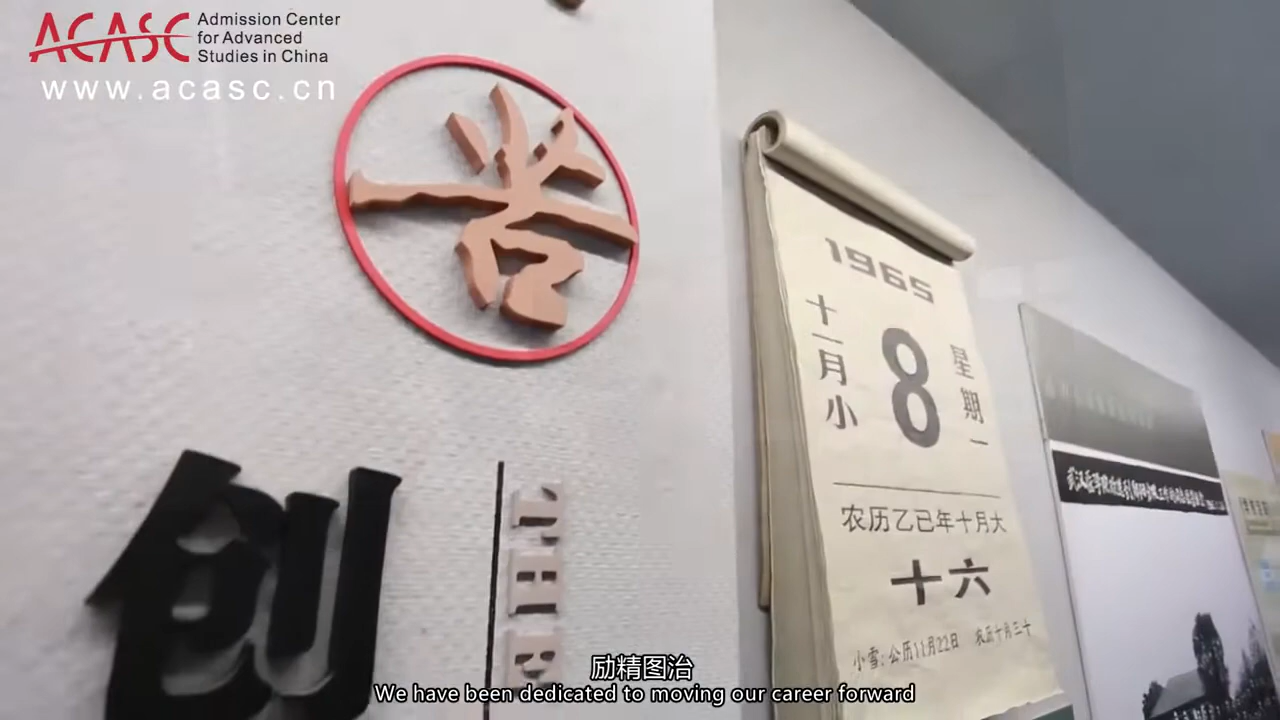 ACASC
Admission Center
for Advanced
Studies in China
www.acasc.cn
创
THE
1965
十一月小
8
星期一
农历乙巳年十月大
十六
小雪:公历11月22日 农历十月三十
励精图治
We have been dedicated to moving our career forward